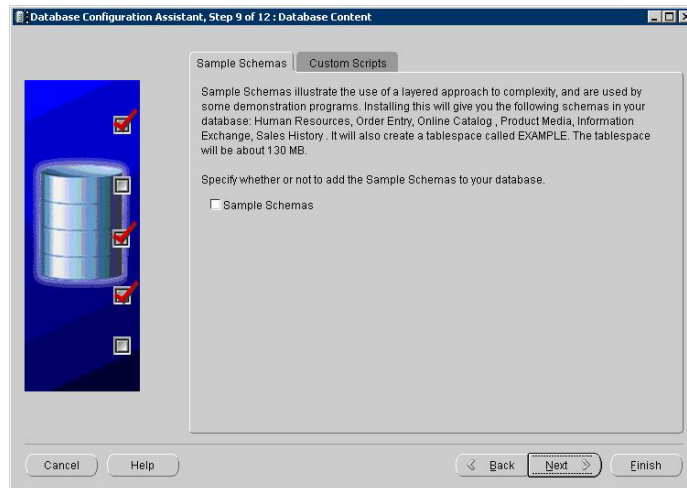 Database Configuration Assistant, Step 9 of 12 : Database Content
Sample Schemas
Custom Scripts
Sample Schemas illustrate the use of a layered approach to complexity, and are used by
some demonstration programs. Installing this will give you the following schemas in your
database: Human Resources, Order Entry, Online Catalog , Product Media, Information
Exchange, Sales History . It will also create a tablespace called EXAMPLE. The tablespace
will be about 130 MB.
Specify whether or not to add the Sample Schemas to your database.
Sample Schemas
Cancel
Help
Back
Next
Finish